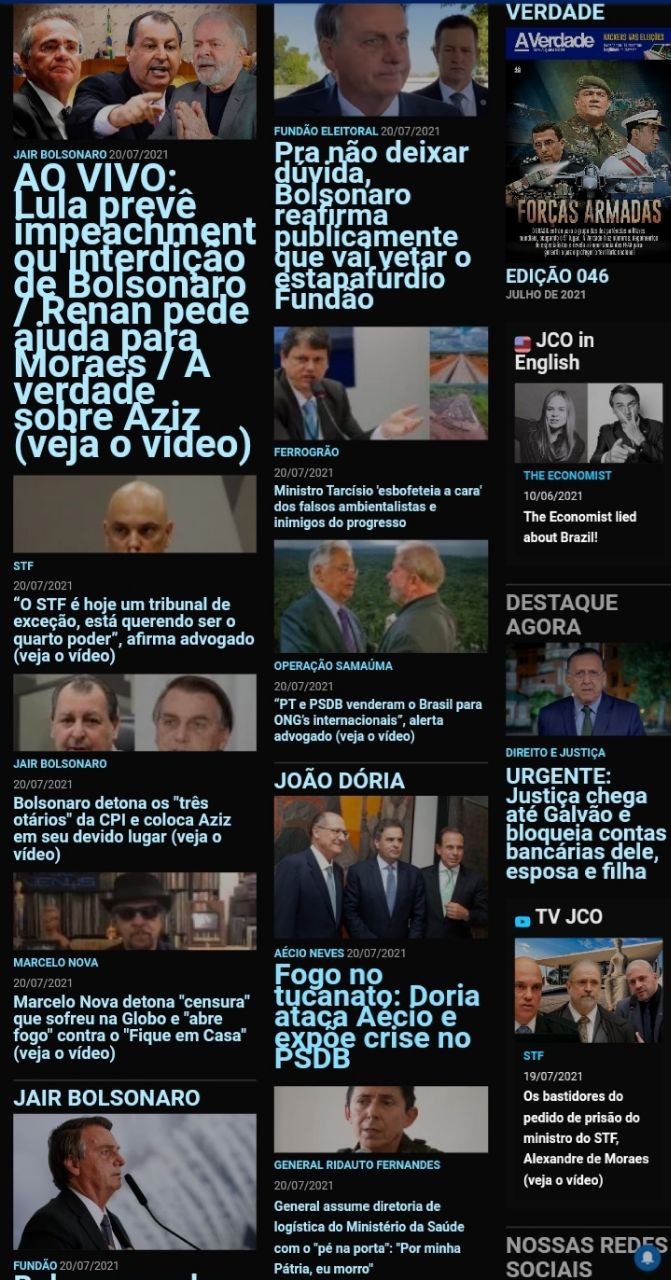 JAIR BOLSONARO 20/07/2021
AO VIVO:
Lula prevê
impeachment
ou interdição
de Bolsonaro
/ Renan pede
ajuda para
Moraes / A
verdade
sobre Aziz
(veja o vídeo)
STF
20/07/2021
“O STF é hoje um tribunal de
exceção, está querendo ser o
quarto poder”, afirma advogado
(veja o vídeo)
JAIR BOLSONARO
20/07/2021
Bolsonaro detona os "três
otários" da CPI e coloca Aziz
em seu devido lugar (veja o
vídeo)
MARCELO NOVA
20/07/2021
Marcelo Nova detona "censura"
que sofreu na Globo e "abre
fogo" contra o "Fique em Casa"
(veja o vídeo)
JAIR BOLSONARO
FUNDÃO 20/07/2021
FUNDÃO ELEITORAL 20/07/2021
Pra não deixar
dúvida,
Bolsonaro
reafirma
publicamente
que vai vetar o
estapafúrdio
Fundão
FERROGRÃO
20/07/2021
Ministro Tarcísio 'esbofeteia a cara'
dos falsos ambientalistas e
inimigos do progresso
OPERAÇÃO SAMAÚMA
20/07/2021
“PT e PSDB venderam o Brasil para
ONG’s internacionais”, alerta
advogado (veja o vídeo)
JOÃO DÓRIA
AÉCIO NEVES 20/07/2021
Fogo no
tucanato: Doria
ataca Aécio e
expõe crise no
PSDB
GENERAL RIDAUTO FERNANDES
20/07/2021
General assume diretoria de
logística do Ministério da Saúde
com o "pé na porta": "Por minha
Pátria, eu morro"
VERDADE
AVerdade
HACKERS NAS ELEIÇÕES
46
FORÇAS ARMADAS
EDIÇÃO 046
JULHO DE 2021
JCO in
English
THE ECONOMIST
10/06/2021
The Economist lied
about Brazil!
DESTAQUE
AGORA
DIREITO E JUSTIÇA
URGENTE:
Justiça chega
até Galvão e
bloqueia contas
bancárias dele,
esposa e filha
TV JCO
STF
19/07/2021
Os bastidores do
pedido de prisão do
ministro do STF,
Alexandre de Moraes
(veja o vídeo)
NOSSAS REDES
SOCIAIS